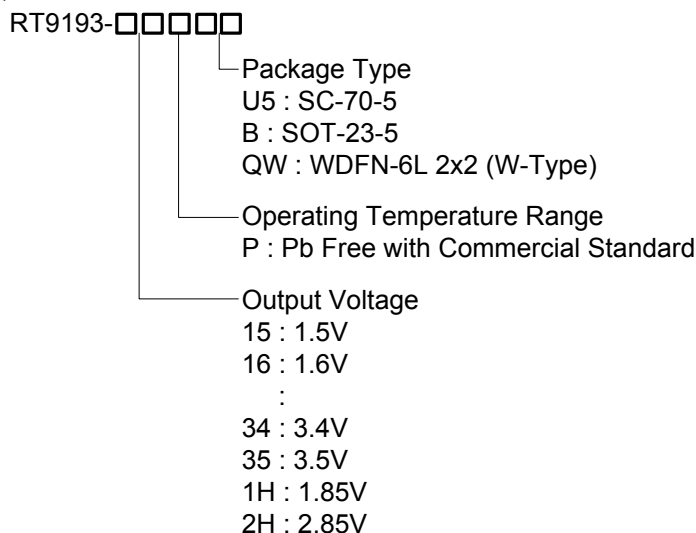 RT9193-□□□□□
Package Type
U5 : SC-70-5
B : SOT-23-5
QW : WDFN-6L 2x2 (W-Type)
Operating Temperature Range
P : Pb Free with Commercial Standard
Output Voltage
15 : 1.5V
16 : 1.6V
:
34 : 3.4V
35 : 3.5V
1H : 1.85V
2H : 2.85V